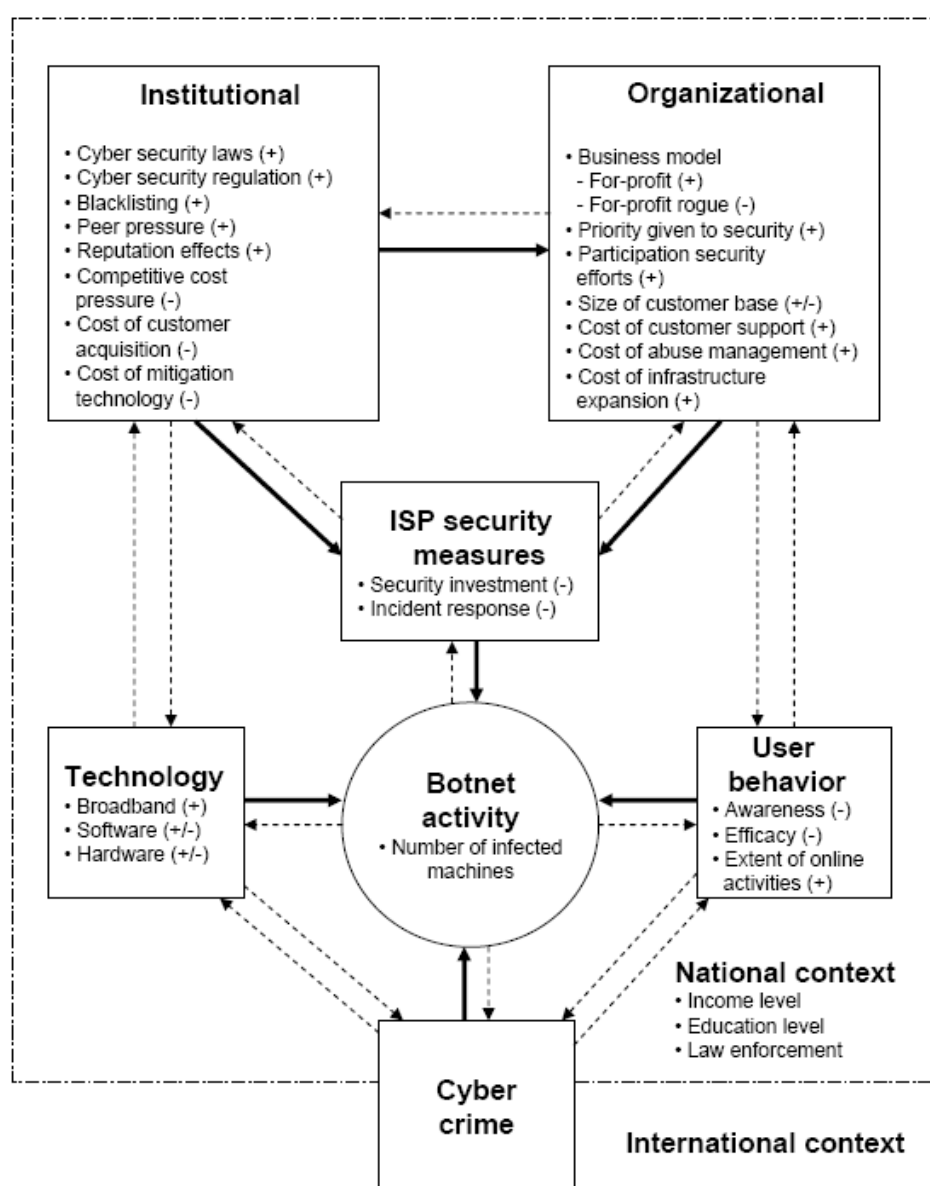 Institutional
• Cyber security laws (+)
• Cyber security regulation (+)
• Blacklisting (+)
• Peer pressure (+)
• Reputation effects (+)
• Competitive cost
pressure (-)
• Cost of customer
acquisition (-)
• Cost of mitigation
technology (-)
Organizational
• Business model
- For-profit (+)
- For-profit rogue (-)
• Priority given to security (+)
• Participation security
efforts (+)
• Size of customer base (+/-)
• Cost of customer support (+)
• Cost of abuse management (+)
• Cost of infrastructure
expansion (+)
ISP security
measures
• Security investment (-)
• Incident response (-)
Technology
• Broadband (+)
• Software (+/-)
• Hardware (+/-)
Botnet
activity
• Number of infected
machines
User
behavior
• Awareness (-)
• Efficacy (-)
• Extent of online
activities (+)
National context
• Income level
• Education level
• Law enforcement
Cyber
crime
International context